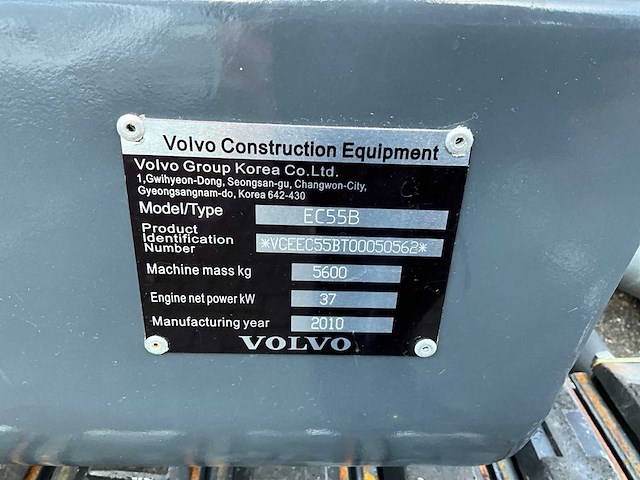 Volvo Construction Equipment
Volvo Group Korea Co.Ltd.
1,Gwihyeon-Dong, Seongsan-gu, Changwon-City,
Gyeongsangnam-do, Korea 642-430
Model/Type EC55B
Product
Identification
Number *VCEEC55BT00050562*
Machine mass kg 5600
Engine net power kW 37
Manufacturing year 2010
VOLVO